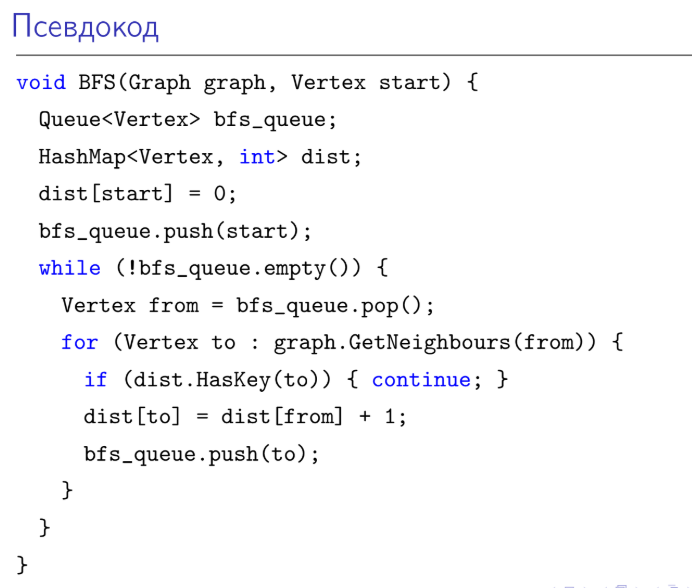 Псевдокод
void BFS(Graph graph, Vertex start) {
Queue<Vertex> bfs_queue;
HashMap<Vertex, int> dist;
dist[start] = 0;
bfs_queue.push(start);
while (!bfs_queue.empty()) {
Vertex from = bfs_queue.pop();
for (Vertex to : graph.GetNeighbours(from)) {
if (dist.HasKey(to)) { continue; }
dist[to] = dist[from] + 1;
bfs_queue.push(to);
}
}
}